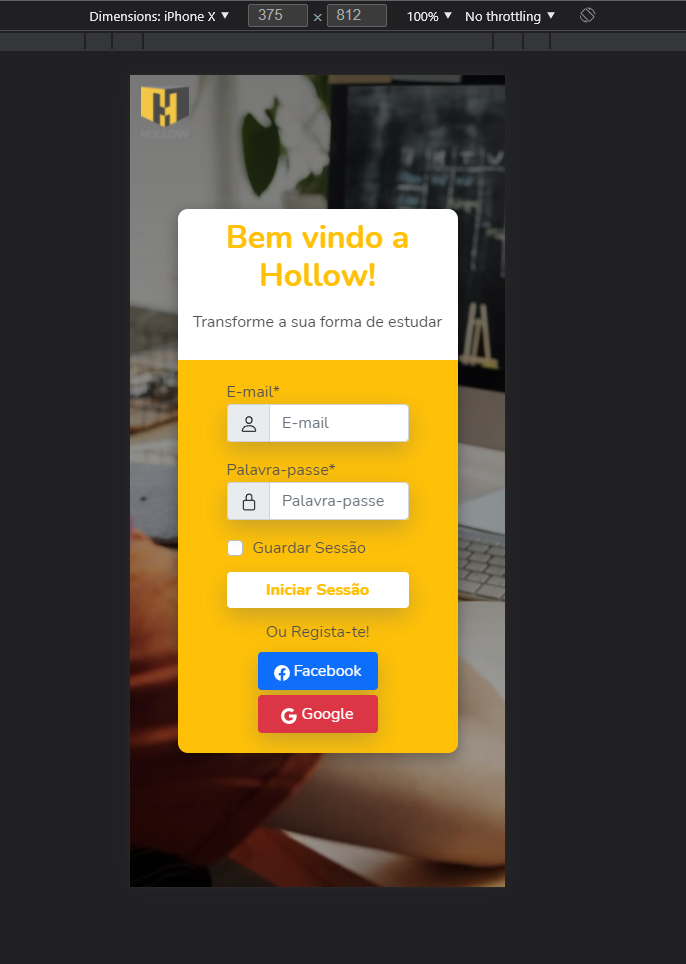 Dimensions: iPhone X ▼ 375 × 812 100% ▼ No throttling ▼
HOLLOW
Bem vindo a
Hollow!
Transforme a sua forma de estudar
E-mail*
E-mail
Palavra-passe*
Palavra-passe
Guardar Sessão
Iniciar Sessão
Ou Regista-te!
Facebook
Google